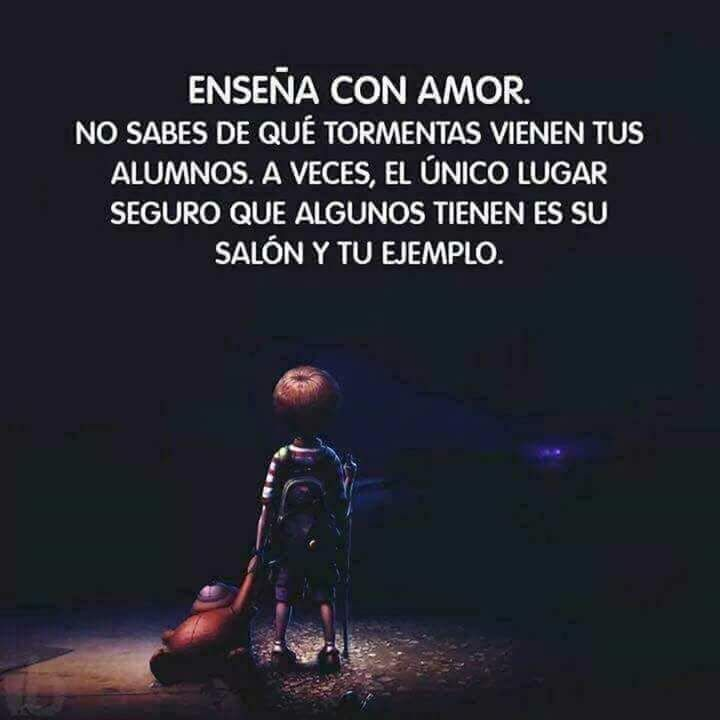 ENSEÑA CON AMOR.
NO SABES DE QUÉ TORMENTAS VIENEN TUS
ALUMNOS. A VECES, EL ÚNICO LUGAR
SEGURO QUE ALGUNOS TIENEN ES SU
SALÓN Y TU EJEMPLO.